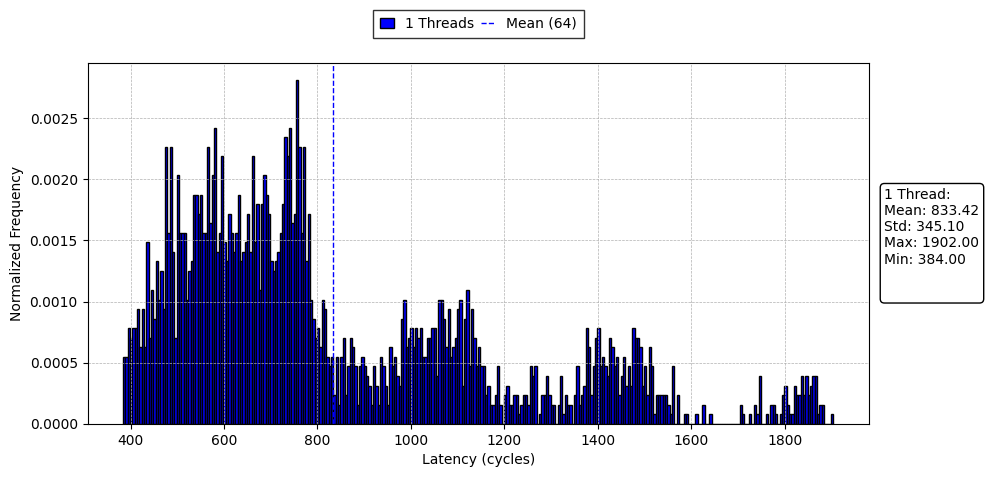 1 Threads
Mean (64)
0.0025
0.0020
0.0015
0.0010
0.0005
0.0000
Normalized Frequency
400 600 800 1000 1200 1400 1600 1800
Latency (cycles)
1 Thread:
Mean: 833.42
Std: 345.10
Max: 1902.00
Min: 384.00